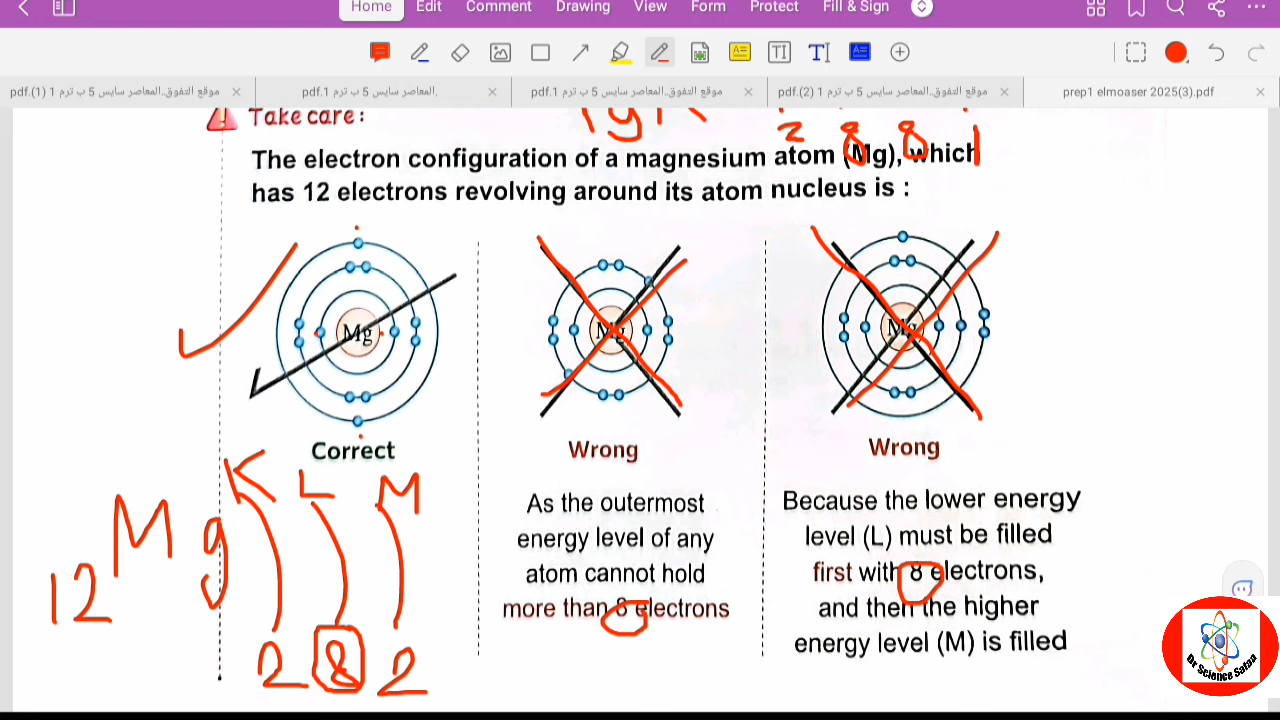 Home Edit Comment Drawing View Form Protect Fill & Sign
موقع التفوق.المعاصر سايس 5 ب ترم 1 (1).pdf
المعاصر سايس 5 ب ترم 1.pdf
موقع التفوق.المعاصر سايس 5 ب ترم 1.pdf
موقع التفوق.المعاصر سايس 5 ب ترم 1 (2).pdf
prep1 elmoaser 2025(3).pdf
Take care :
2 8 8 1
The electron configuration of a magnesium atom (Mg), which
has 12 electrons revolving around its atom nucleus is :
Mg
Mg
Mg
Correct
Wrong
Wrong
K L M
12 Mg
2 8 2
As the outermost
energy level of any
atom cannot hold
more than 8 electrons
Because the lower energy
level (L) must be filled
first with 8 electrons,
and then the higher
energy level (M) is filled
Dr Science Safaa